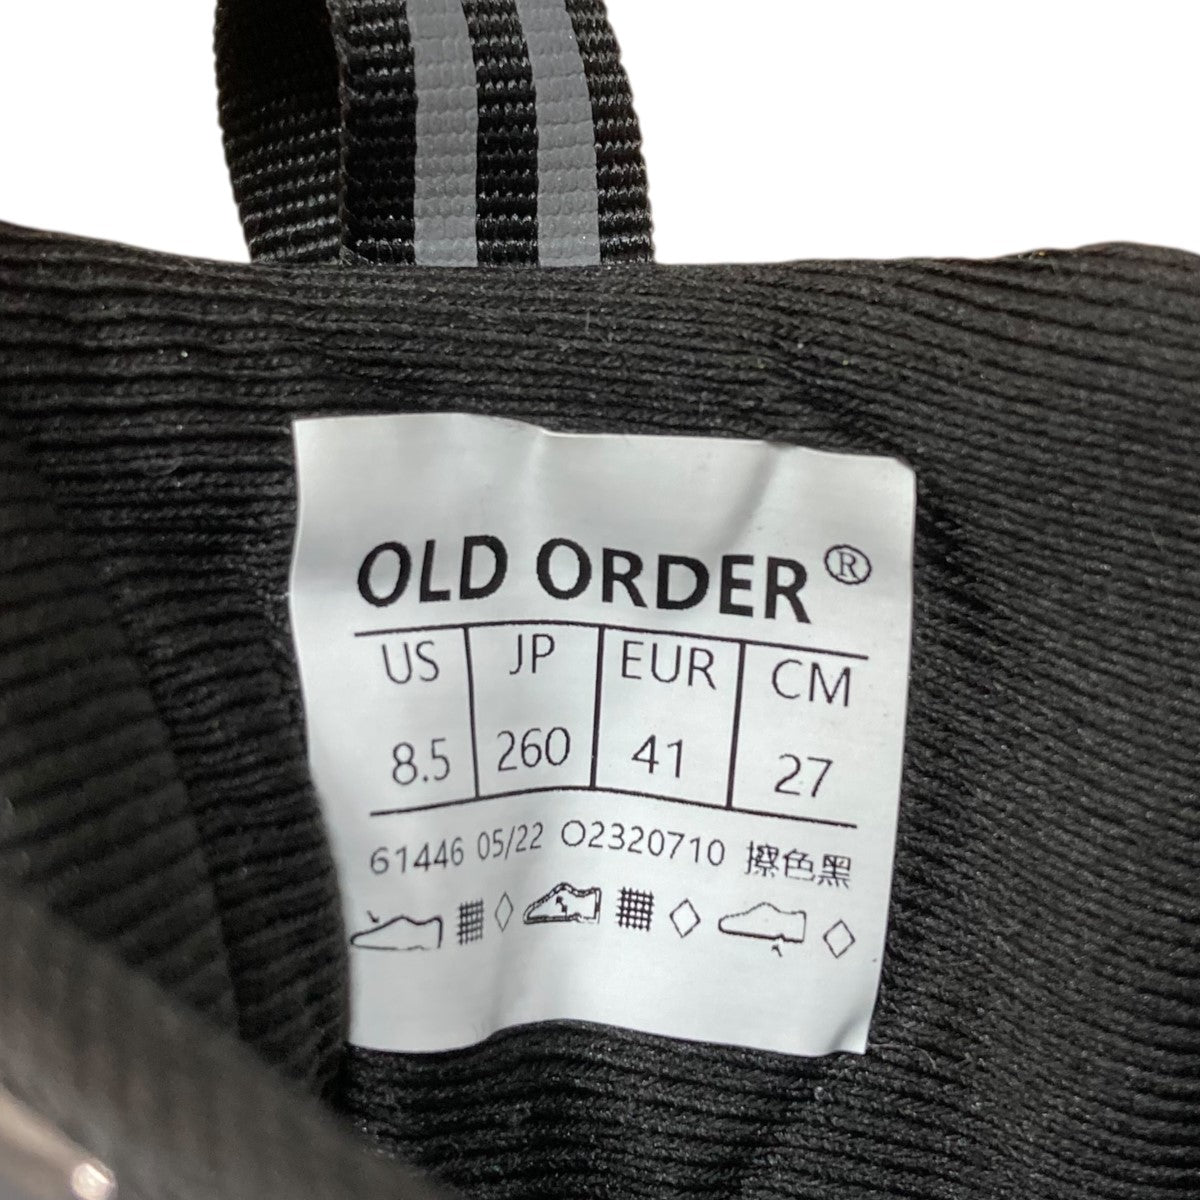 OLD ORDER®
US JP EUR CM
8.5 260 41 27
61446 05/22 O2320710 擦色黑